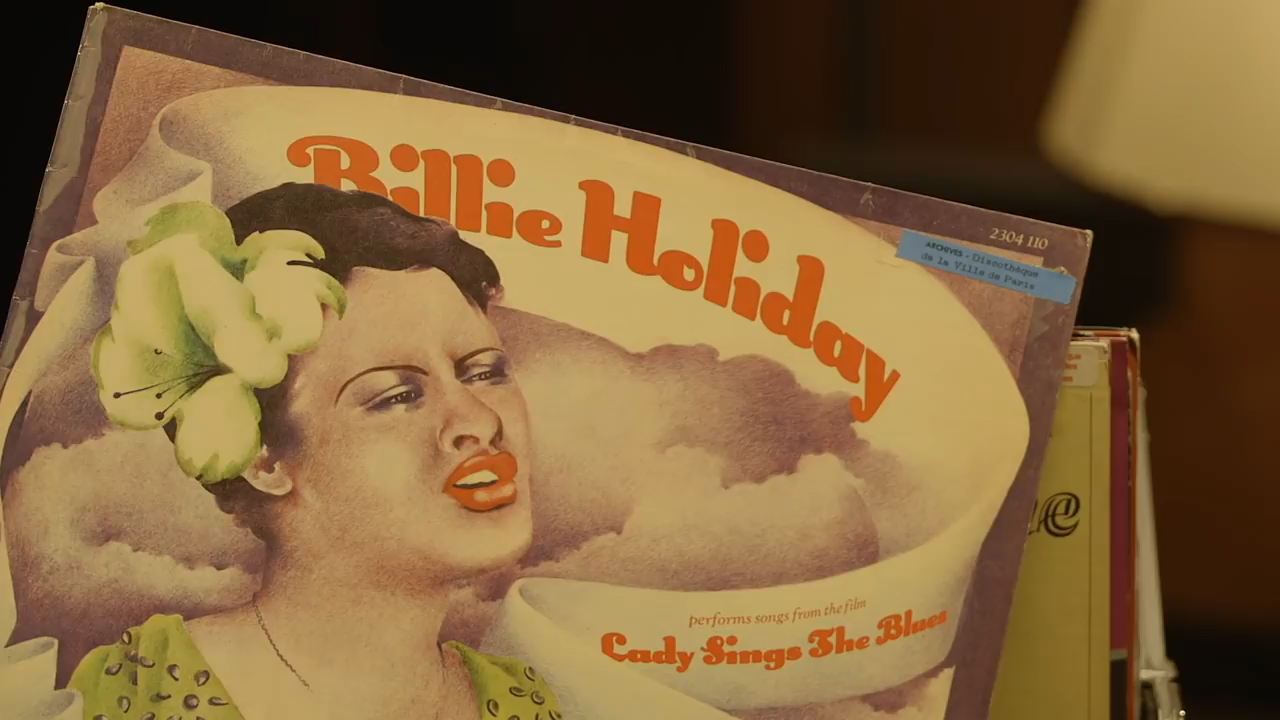 Billie Holiday
2304 110
ARCHIVES - Discothèque
de la Ville de Paris
performs songs from the film
Lady Sings The Blues